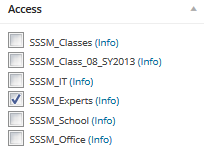 Access
SSSM_Classes (Info)
SSSM_Class_08_SY2013 (Info)
SSSM_IT (Info)
SSSM_Experts (Info)
SSSM_School (Info)
SSSM_Office (Info)